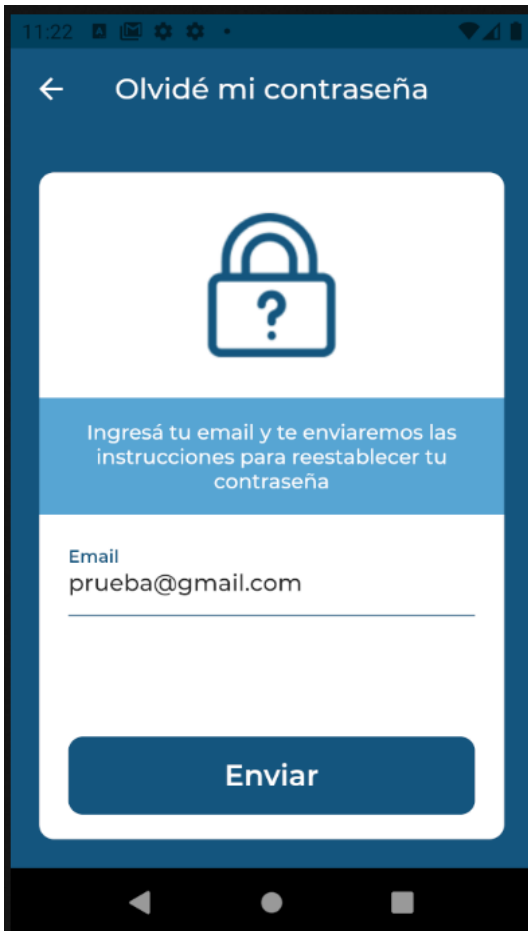 11:22
Olvidé mi contraseña
?
Ingresá tu email y te enviaremos las
instrucciones para reestablecer tu
contraseña
Email
prueba@gmail.com
Enviar